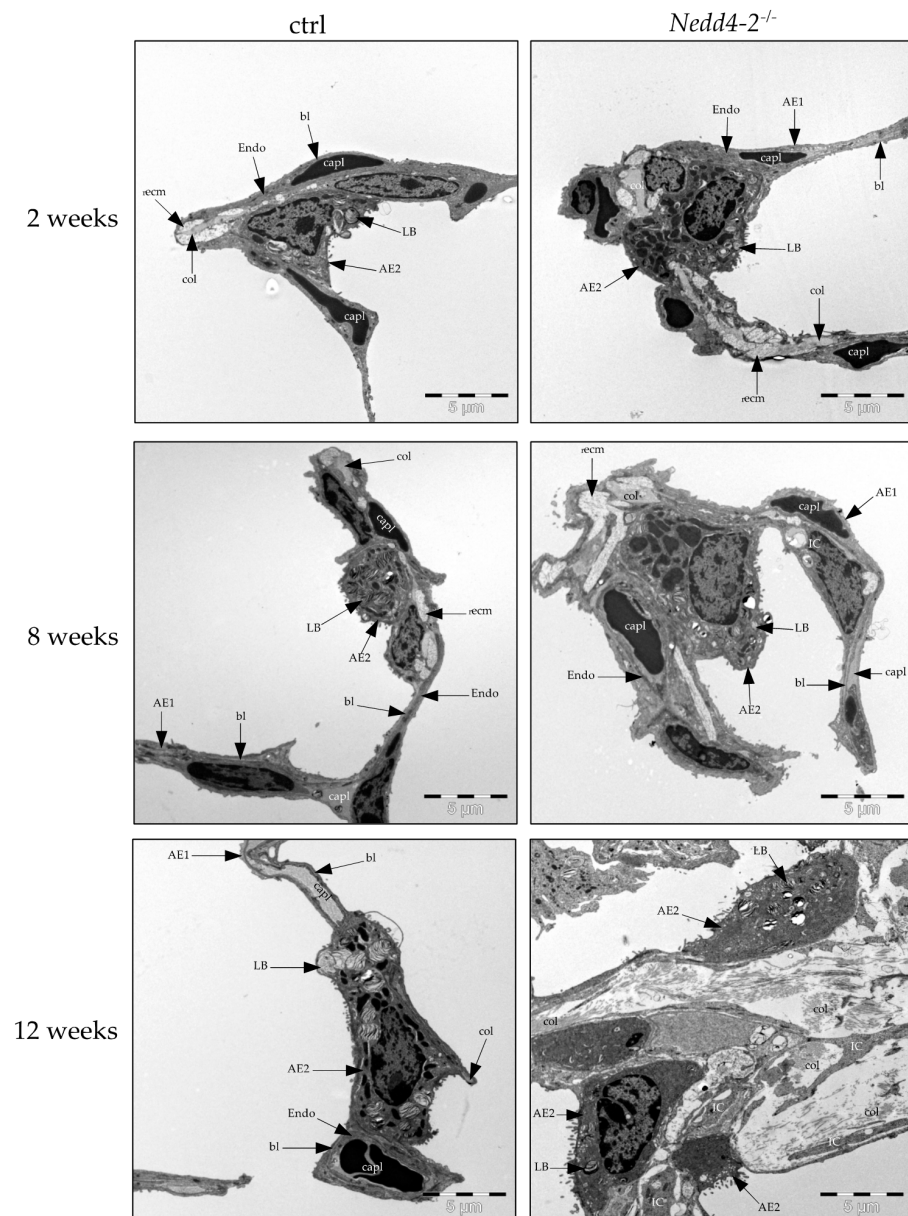 ctrl
Nedd4-2-/-
2 weeks
bl
Endo
capl
recm
LB
AE2
col
capl
5 µm
AE1
Endo
capl
bl
col
LB
AE2
col
capl
recm
5 µm
8 weeks
col
capl
LB
recm
AE2
Endo
bl
AE1
bl
capl
5 µm
recm
col
capl
AE1
IC
capl
LB
Endo
capl
bl
AE2
5 µm
12 weeks
AE1
bl
capl
LB
col
AE2
Endo
bl
capl
5 µm
LB
AE2
col
col
IC
col
AE2
IC
col
IC
LB
IC
AE2
5 µm